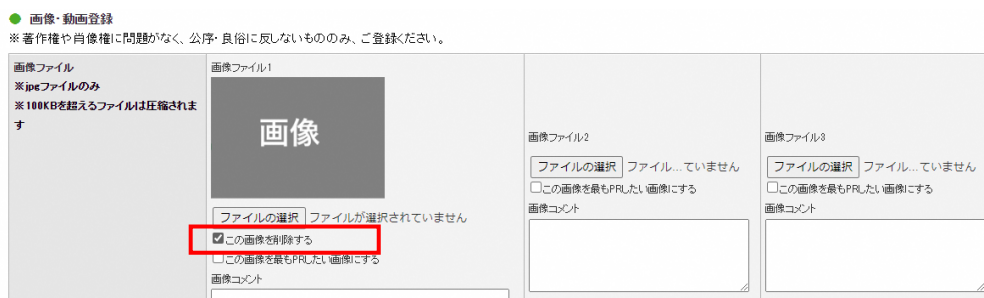 画像・動画登録
※著作権や肖像権に問題がなく、公序・良俗に反しないもののみ、ご登録ください。
画像ファイル
※jpgファイルのみ
※100KBを超えるファイルは圧縮されま
す
画像ファイル1
画像
ファイルの選択 ファイルが選択されていません
この画像を削除する
この画像を最もPRしたい画像にする
画像コメント
画像ファイル2
ファイルの選択 ファイル...ていません
この画像を最もPRしたい画像にする
画像コメント
画像ファイル3
ファイルの選択 ファイル...ていません
この画像を最もPRしたい画像にする
画像コメント